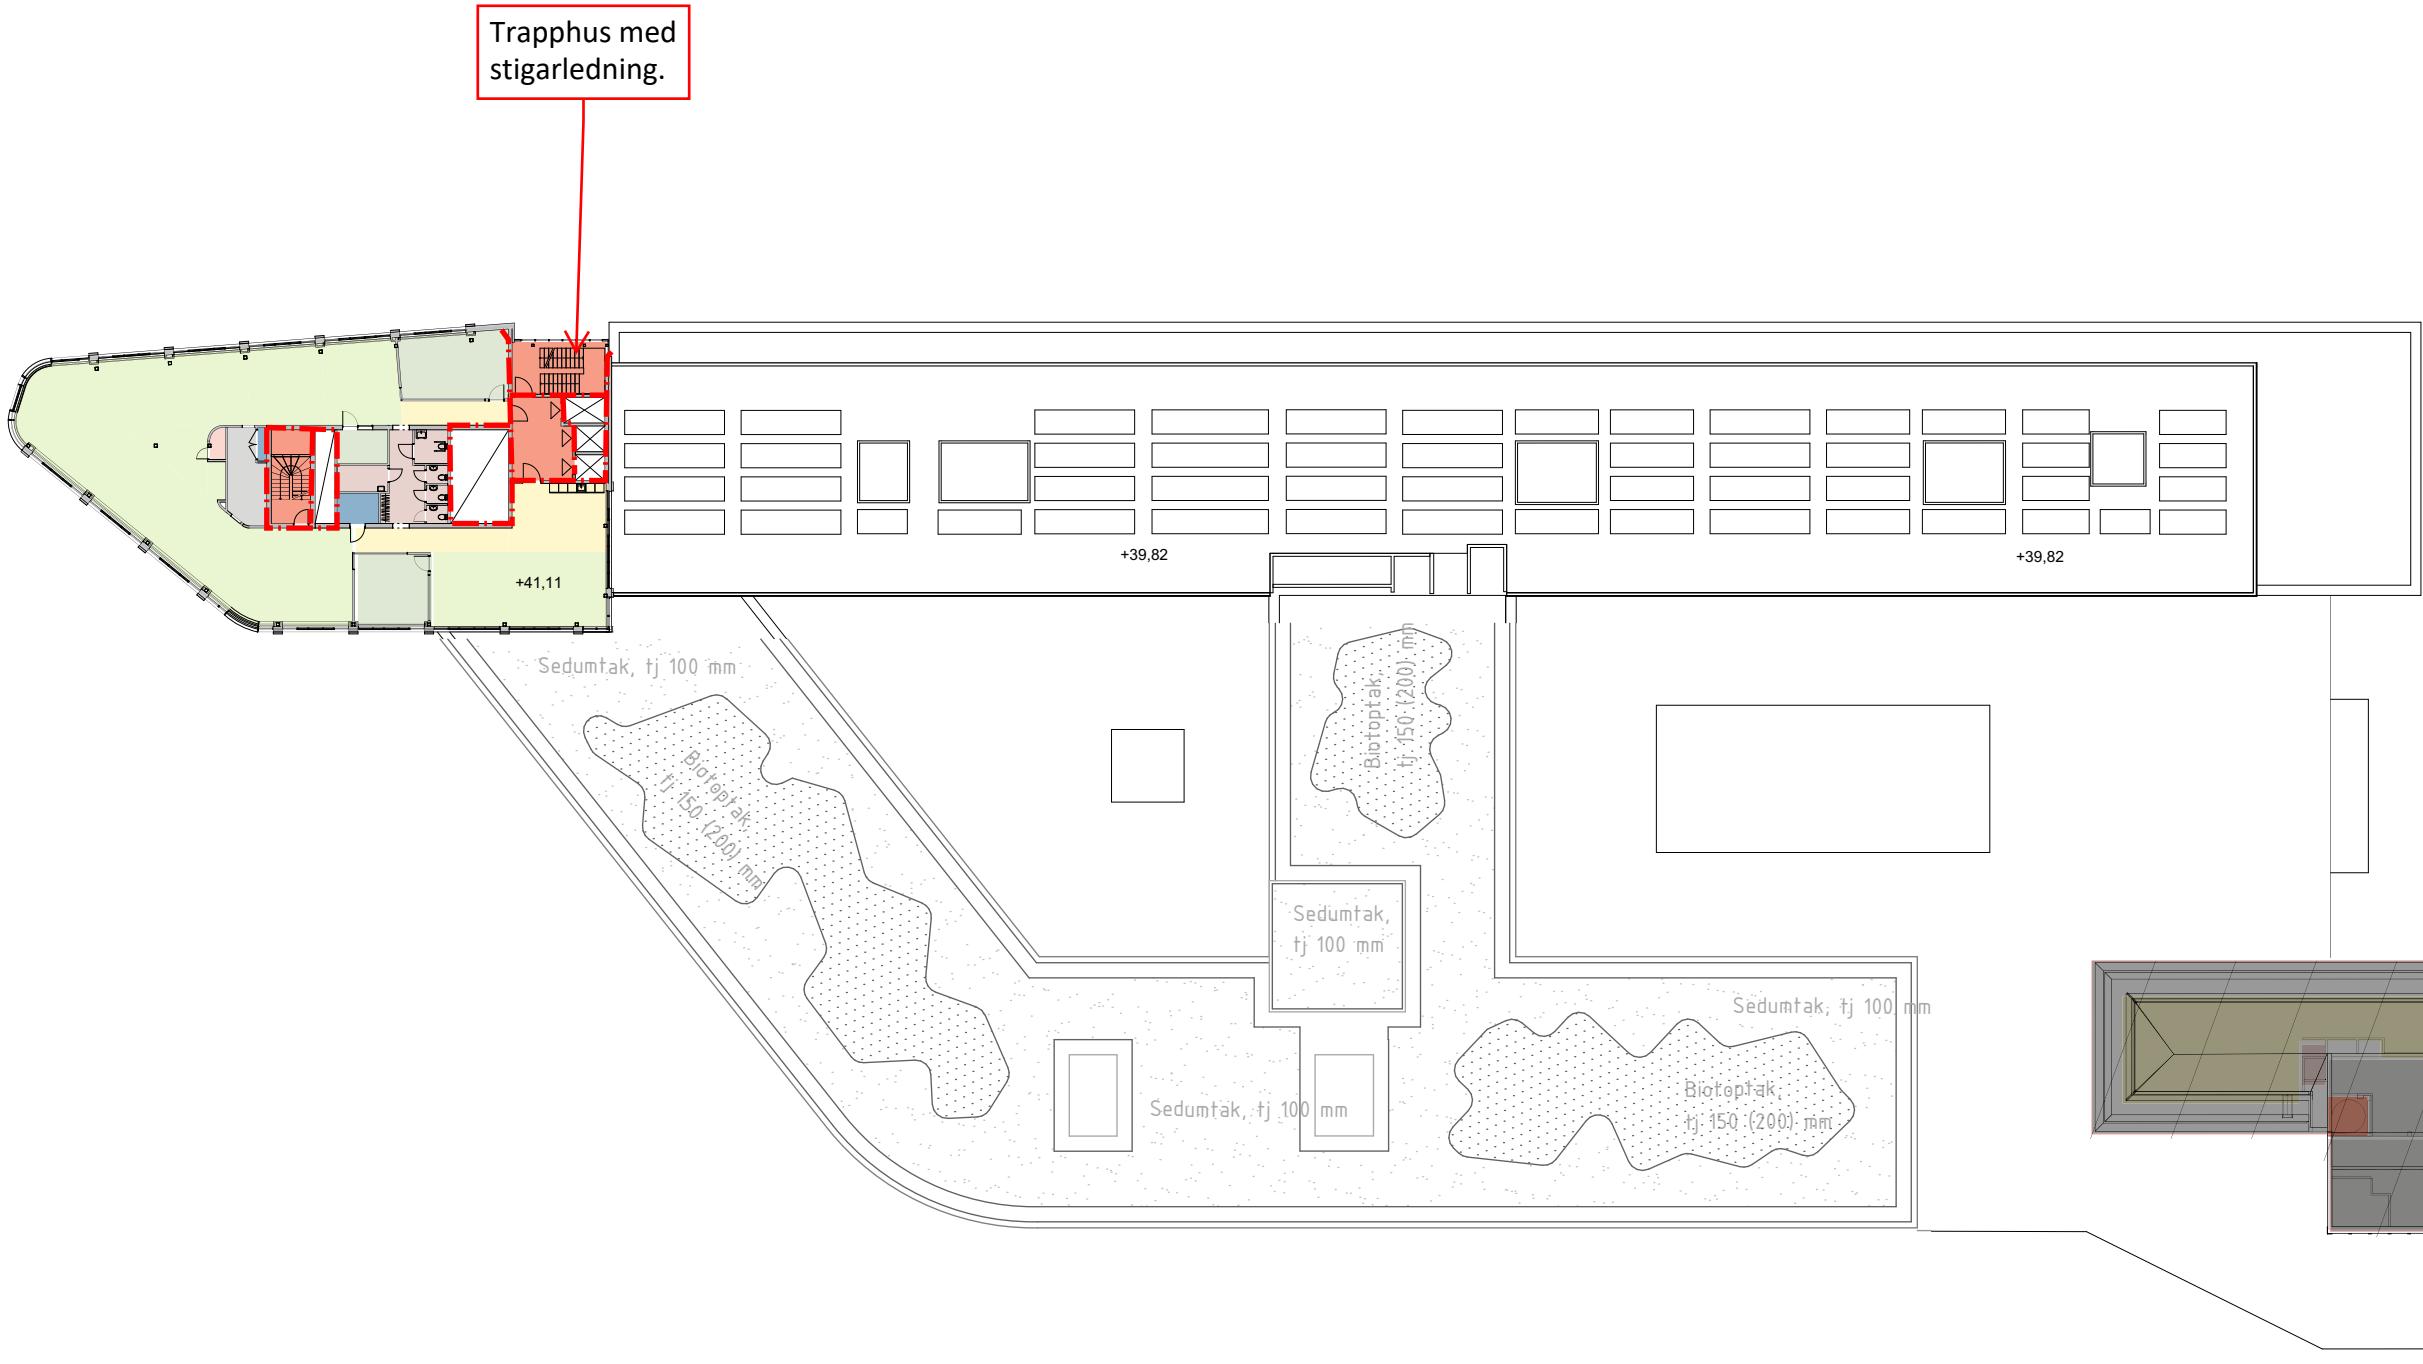 Trapphus med
stigarledning.
+39,82
+39,82
+41,11
Sedumtak, tj 100 mm
Biotoptak,
tj 150 (200) mm
Biotoptak,
tj 150 (200) mm
Sedumtak,
tj 100 mm
Sedumtak, tj 100 mm
Biotoptak,
tj 150 (200) mm
Sedumtak, tj 100 mm